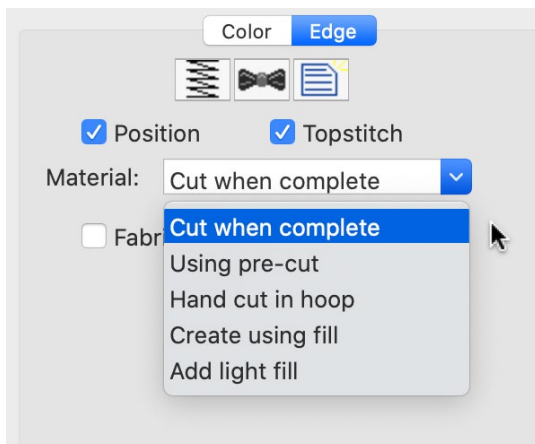 Color Edge
Position Topstitch
Material: Cut when complete
Cut when complete
Using pre-cut
Hand cut in hoop
Create using fill
Add light fill